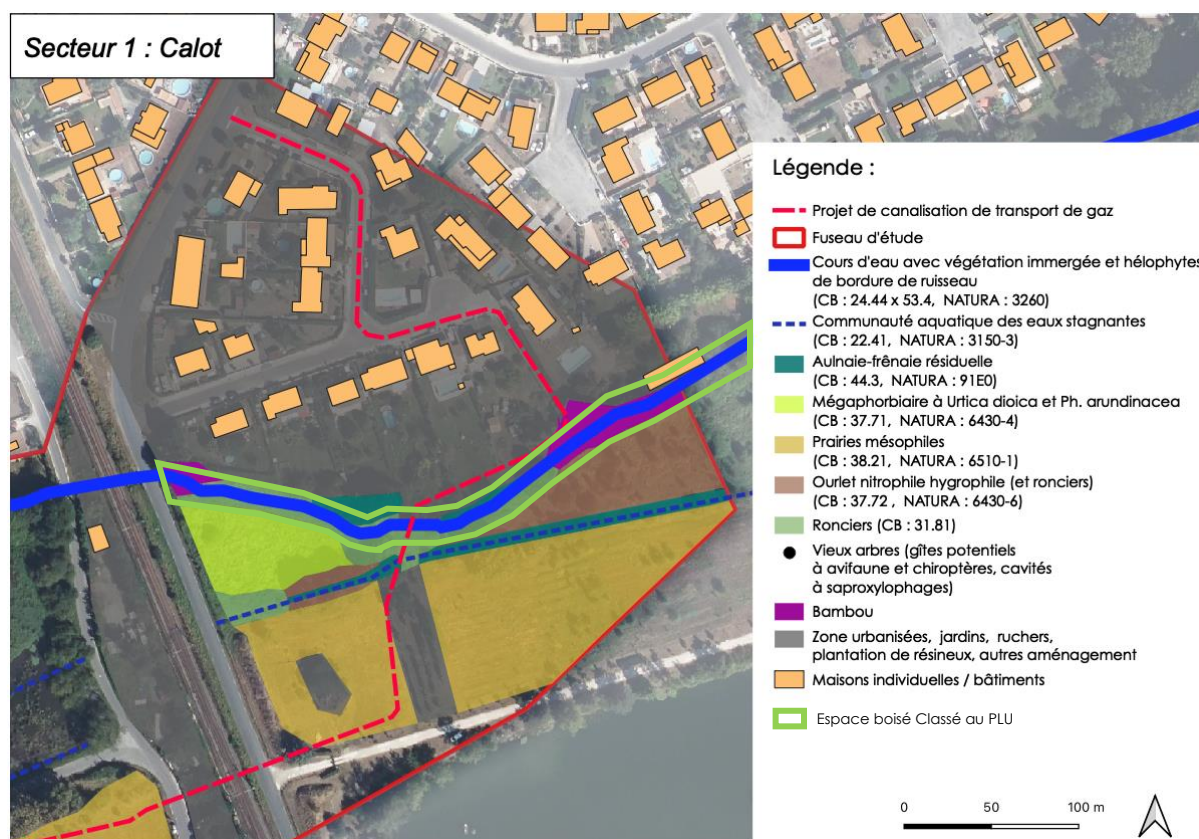 Secteur 1 : Calot
Légende :
Projet de canalisation de transport de gaz
Fuseau d'étude
Cours d'eau avec végétation immergée et hélophytes
de bordure de ruisseau
(CB : 24.44 x 53.4, NATURA : 3260)
Communauté aquatique des eaux stagnantes
(CB : 22.41, NATURA : 3150-3)
Aulnaie-frênaie résiduelle
(CB : 44.3, NATURA : 91E0)
Mégaphorbiaire à Urtica dioica et Ph. arundinacea
(CB : 37.71, NATURA : 6430-4)
Prairies mésophiles
(CB : 38.21, NATURA : 6510-1)
Ourlet nitrophile hygrophile (et ronciers)
(CB : 37.72 , NATURA : 6430-6)
Ronciers (CB : 31.81)
Vieux arbres (gîtes potentiels
à avifaune et chiroptères, cavités
à saproxylophages)
Bambou
Zone urbanisées, jardins, ruchers,
plantation de résineux, autres aménagement
Maisons individuelles / bâtiments
Espace boisé Classé au PLU
0 50 100 m